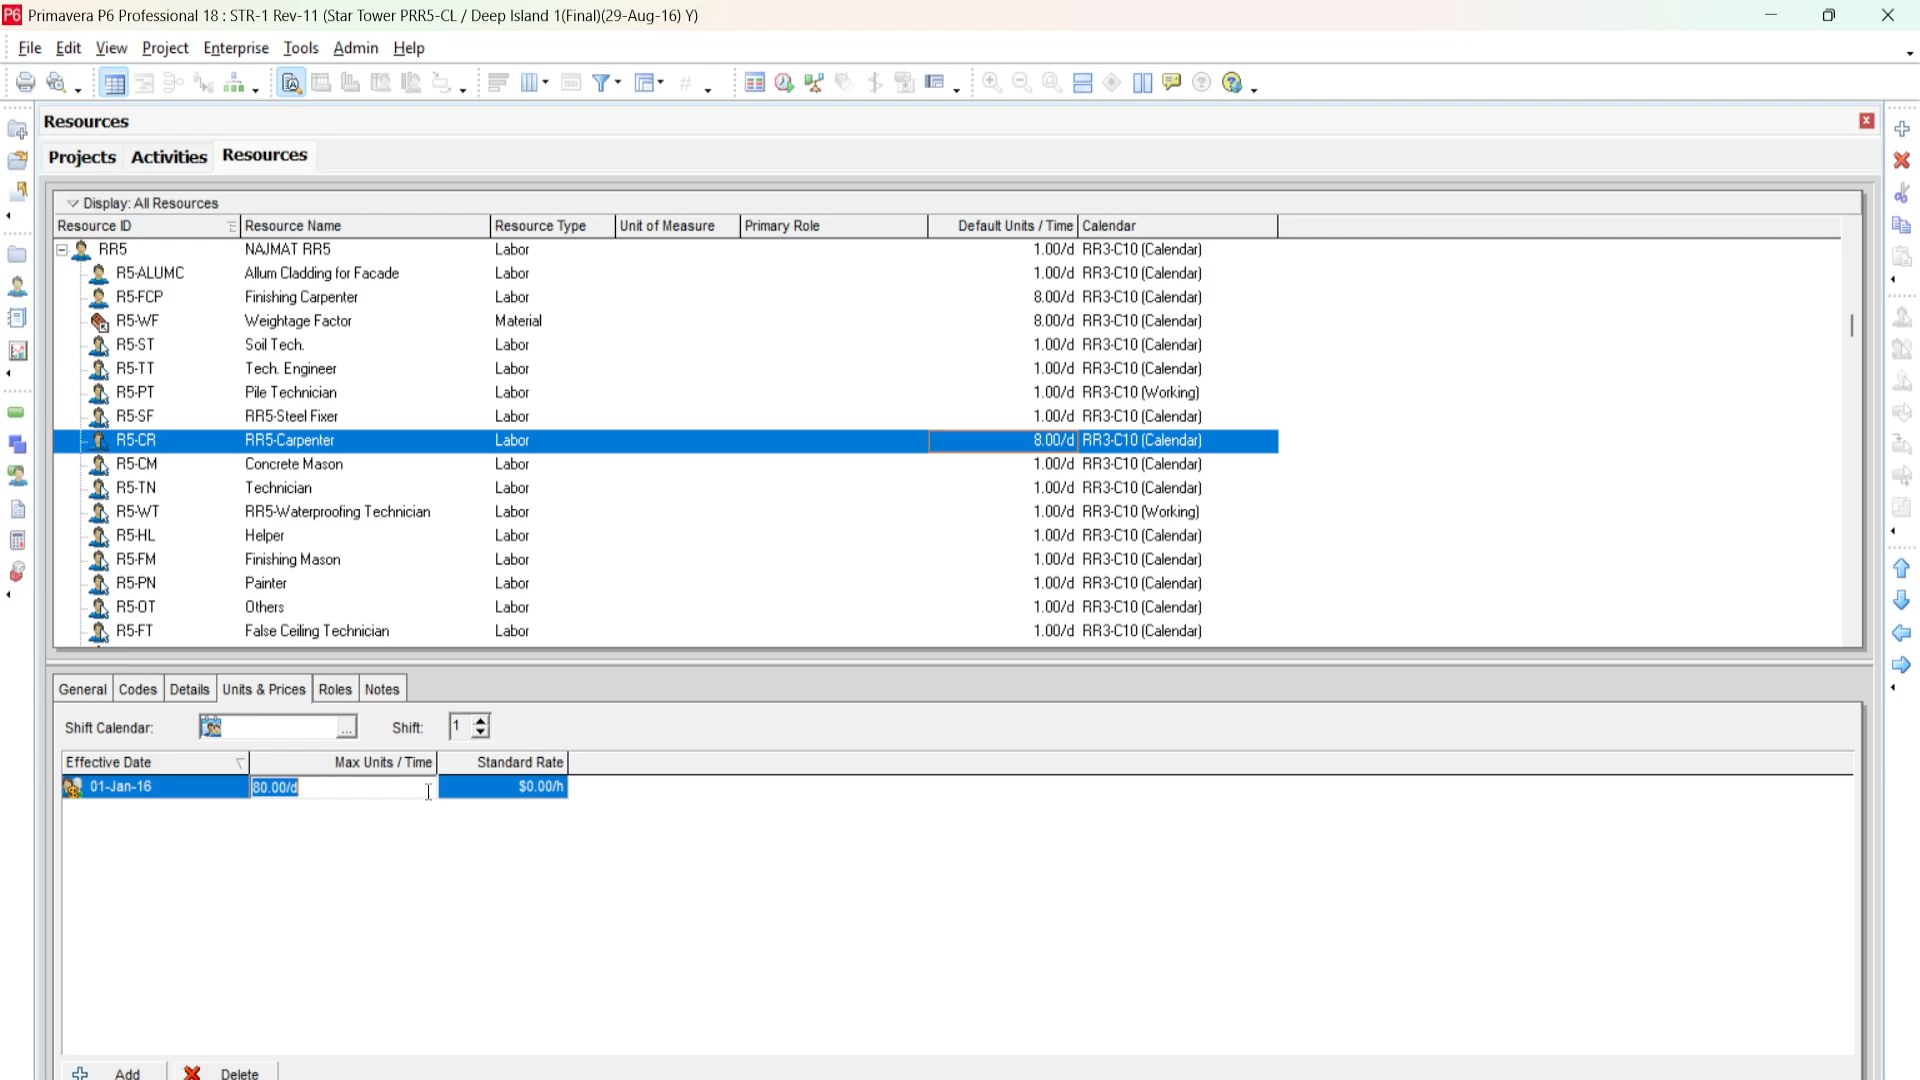 P6 Primavera P6 Professional 18 : STR-1 Rev-11 (Star Tower PRR5-CL / Deep Island 1(Final)(29-Aug-16) Y)
File Edit View Project Enterprise Tools Admin Help
Resources
Projects Activities Resources
Display: All Resources
Resource ID Resource Name Resource Type Unit of Measure Primary Role Default Units / Time Calendar
RR5 NAJMAT RR5 Labor 1.00/d RR3-C10 (Calendar)
R5-ALUMC Allum Cladding for Facade Labor 1.00/d RR3-C10 (Calendar)
R5-FCP Finishing Carpenter Labor 8.00/d RR3-C10 (Calendar)
R5-WF Weightage Factor Material 8.00/d RR3-C10 (Calendar)
R5-ST Soil Tech. Labor 1.00/d RR3-C10 (Calendar)
R5-TT Tech. Engineer Labor 1.00/d RR3-C10 (Calendar)
R5-PT Pile Technician Labor 1.00/d RR3-C10 (Working)
R5-SF RR5-Steel Fixer Labor 1.00/d RR3-C10 (Calendar)
R5-CR RR5-Carpenter Labor 8.00/d RR3-C10 (Calendar)
R5-CM Concrete Mason Labor 1.00/d RR3-C10 (Calendar)
R5-TN Technician Labor 1.00/d RR3-C10 (Calendar)
R5-WT RR5-Waterproofing Technician Labor 1.00/d RR3-C10 (Working)
R5-HL Helper Labor 1.00/d RR3-C10 (Calendar)
R5-FM Finishing Mason Labor 1.00/d RR3-C10 (Calendar)
R5-PN Painter Labor 1.00/d RR3-C10 (Calendar)
R5-OT Others Labor 1.00/d RR3-C10 (Calendar)
R5-FT False Ceiling Technician Labor 1.00/d RR3-C10 (Calendar)
General Codes Details Units & Prices Roles Notes
Shift Calendar: ... Shift: 1
Effective Date Max Units / Time Standard Rate
01-Jan-16 80.00/d $0.00/h
Add Delete